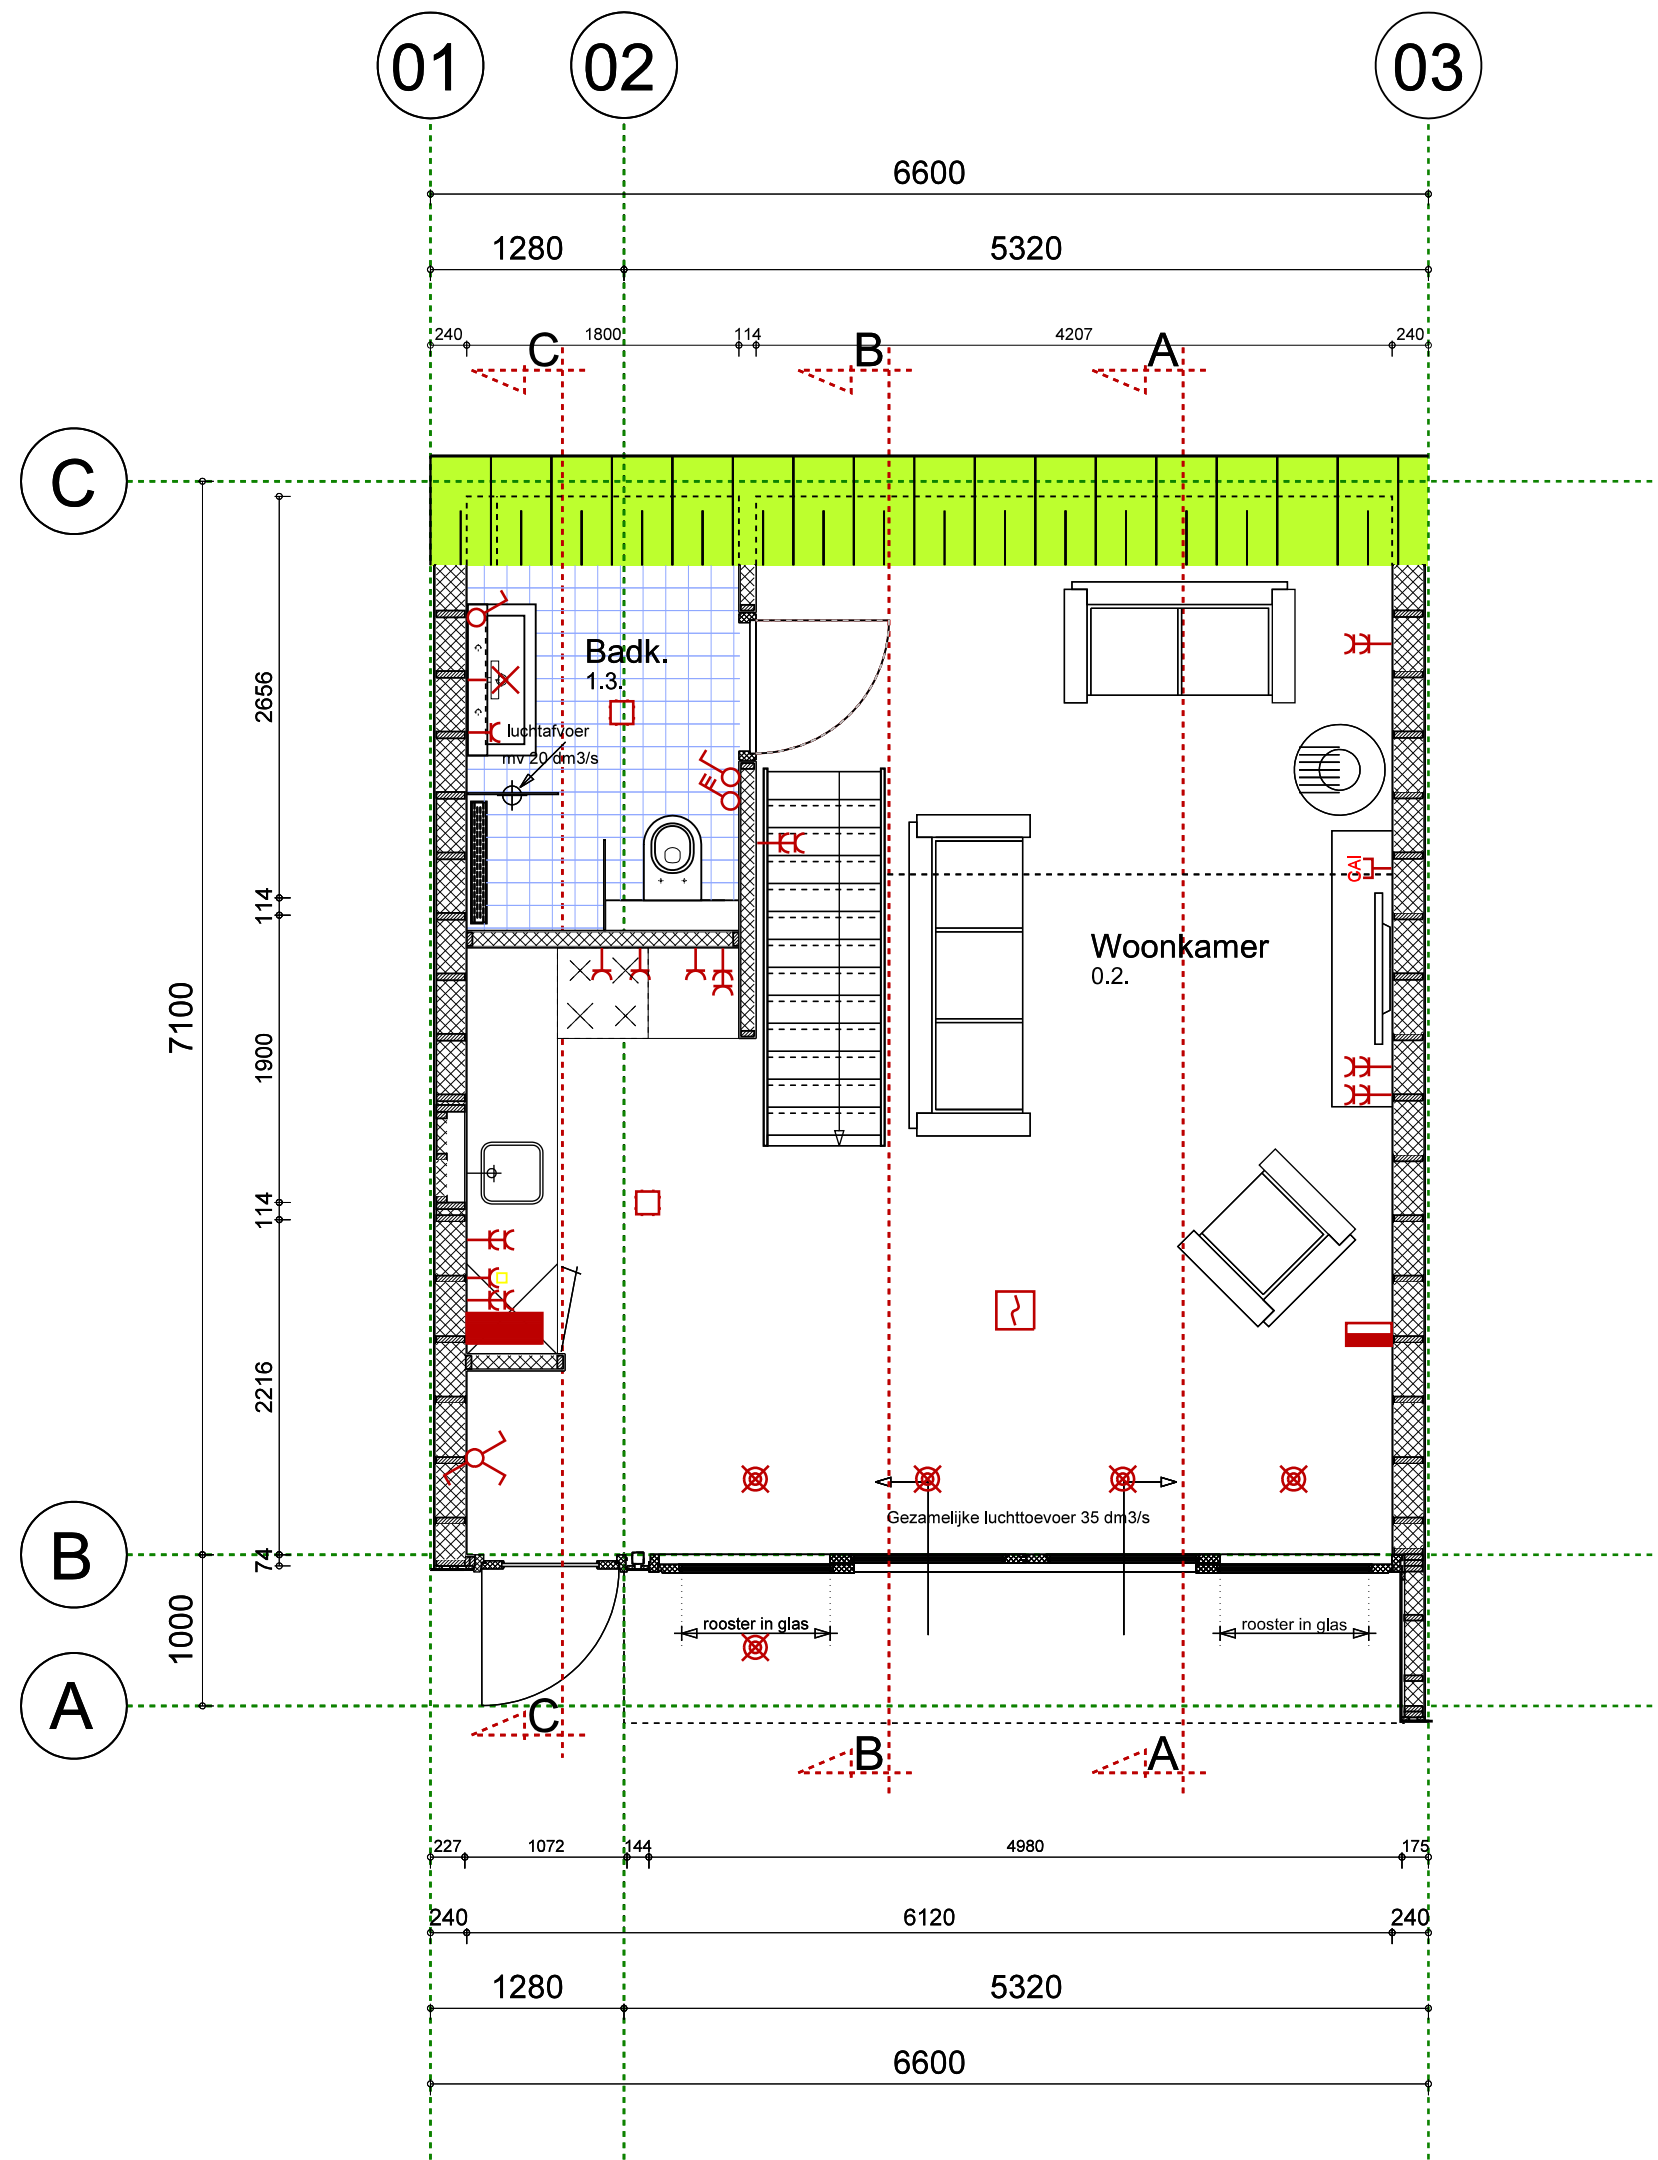 01 02 03
6600
1280 5320
240 1800 114 4207 240
C B A
C
Badk.
1.3.
2656
luchtafvoer
mv 20 dm3/s
CAI
114
Woonkamer
0.2.
7100
1900
114
2216
Gezamelijke luchttoevoer 35 dm3/s
B
74
1000
rooster in glas rooster in glas
A
C
B A
227 1072 144 4980 175
240 6120 240
1280 5320
6600